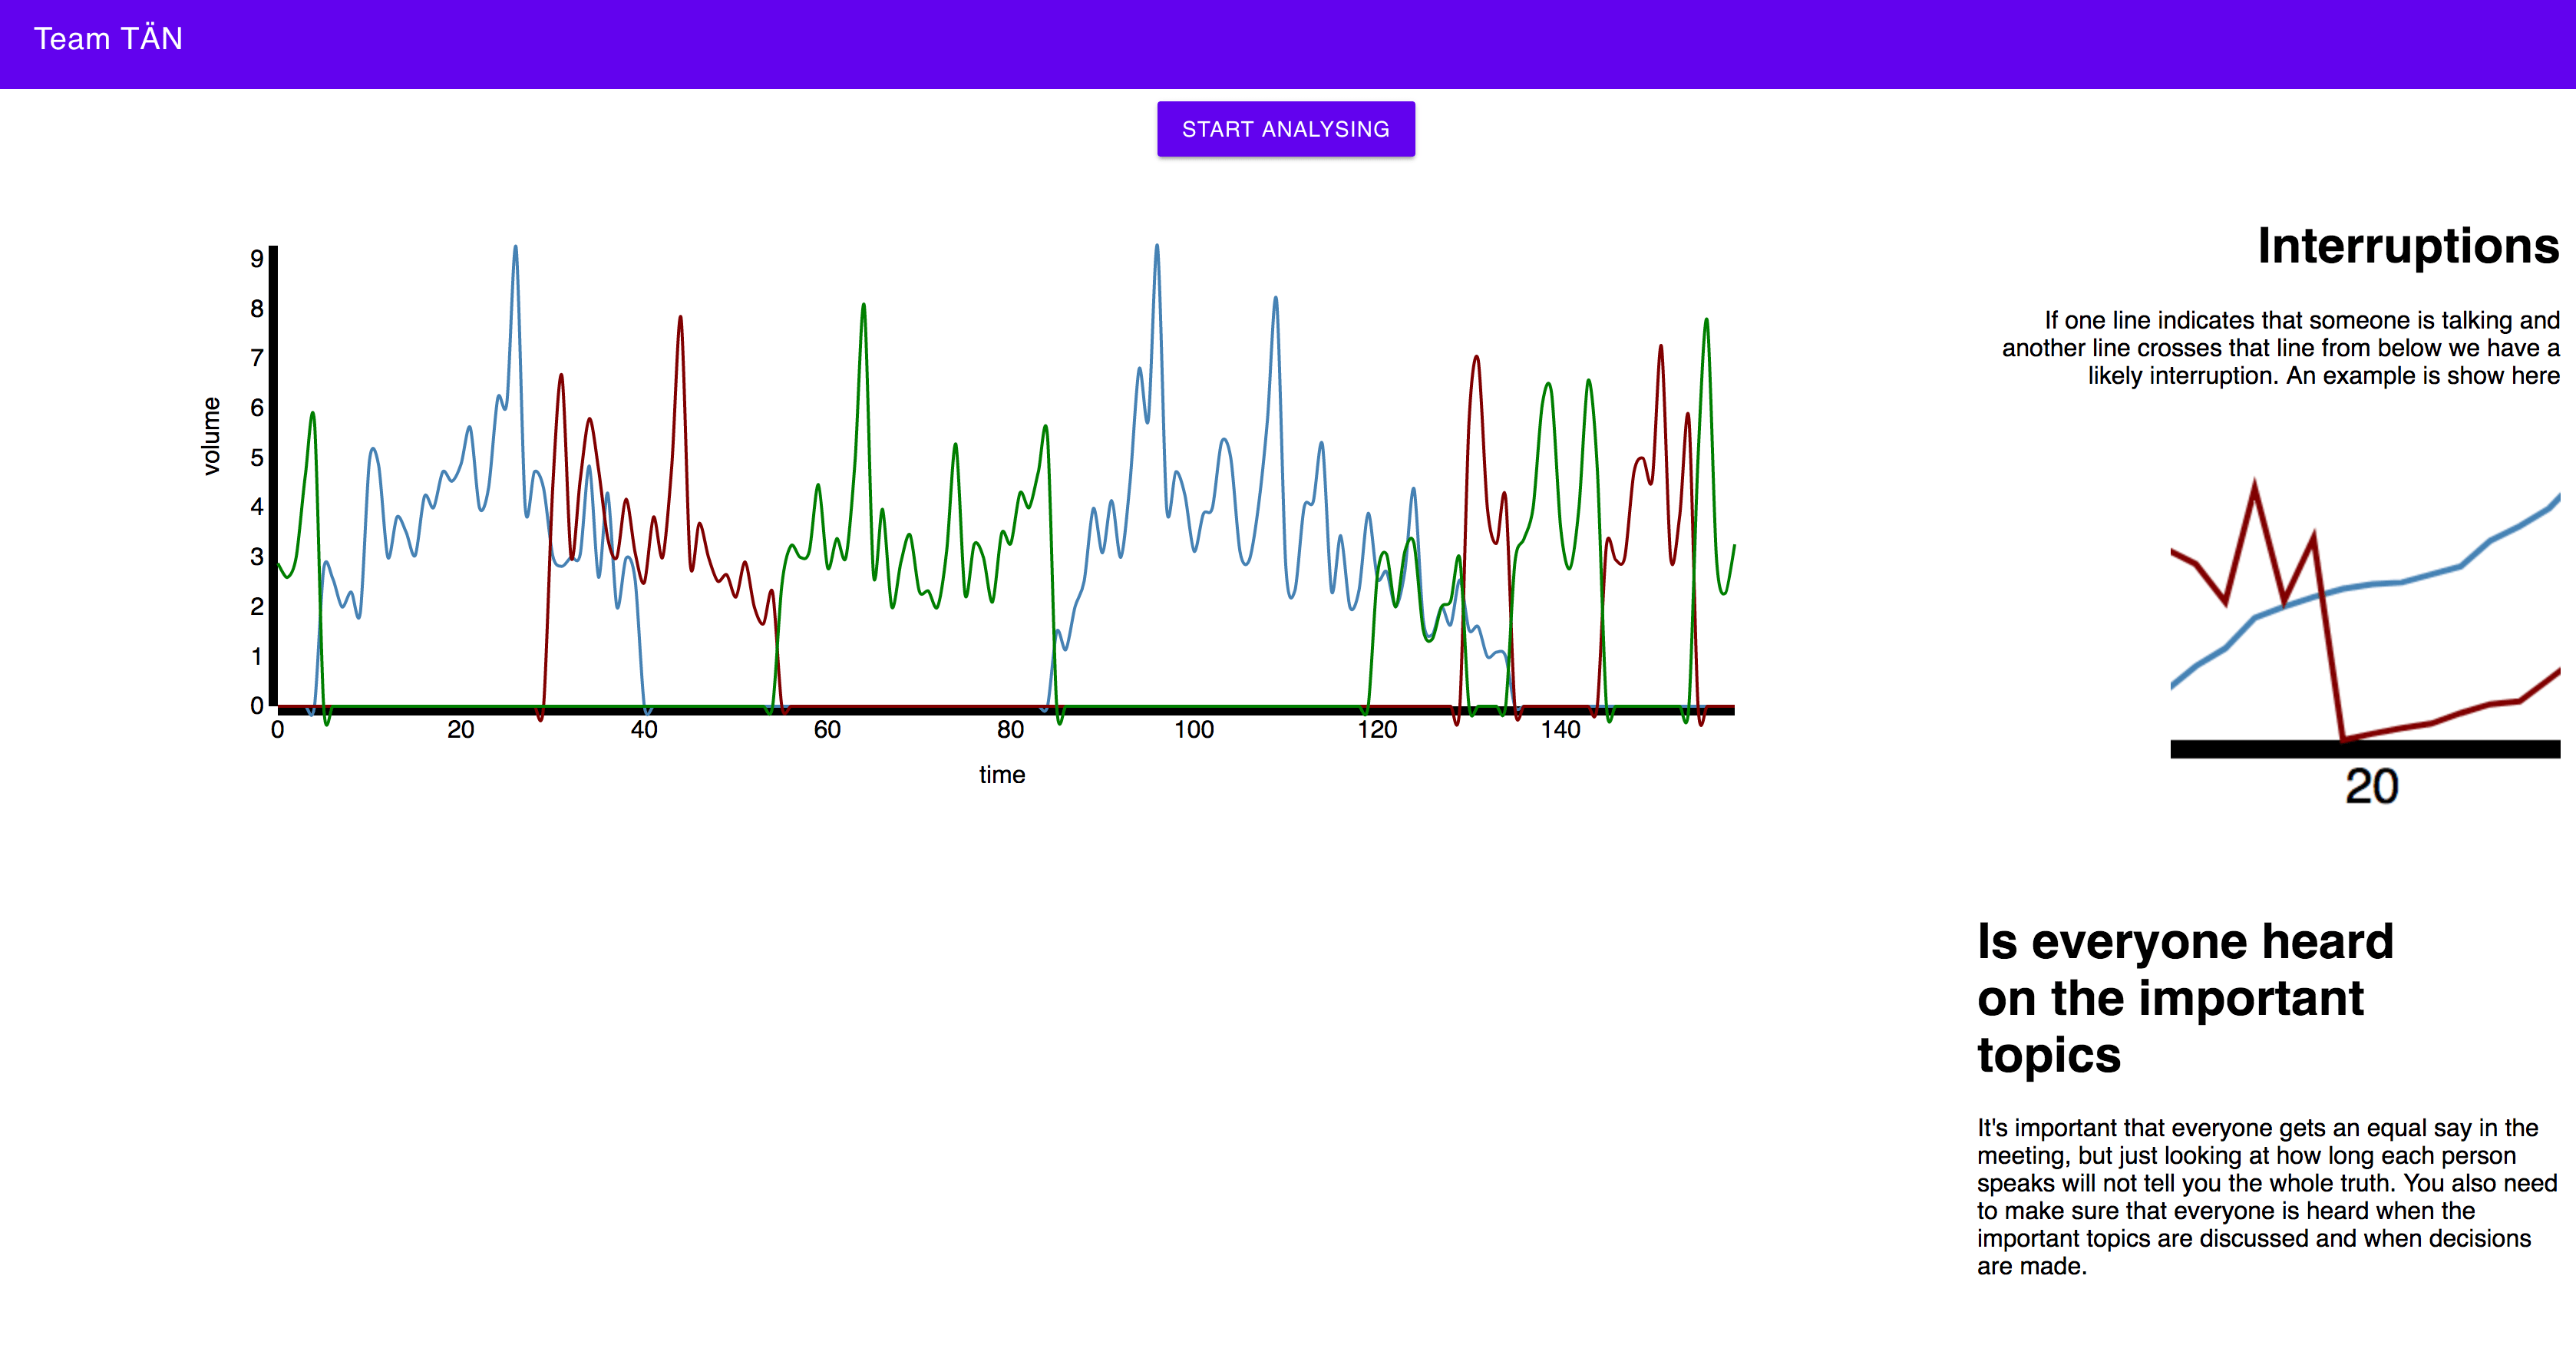 Team TÄN
START ANALYSING
9
8
7
6
5
4
3
2
1
0
volume
0 20 40 60 80 100 120 140
time
Interruptions
If one line indicates that someone is talking and
another line crosses that line from below we have a
likely interruption. An example is show here
20
Is everyone heard
on the important
topics
It's important that everyone gets an equal say in the
meeting, but just looking at how long each person
speaks will not tell you the whole truth. You also need
to make sure that everyone is heard when the
important topics are discussed and when decisions
are made.